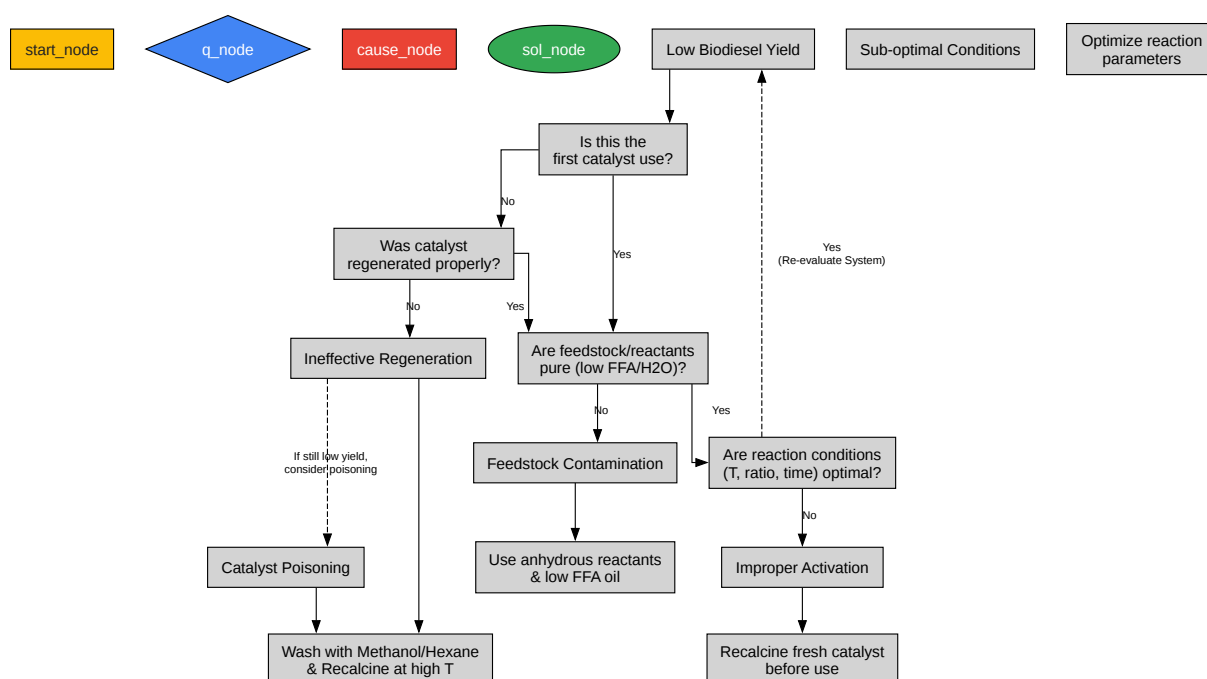 start_node
q_node
cause_node
sol_node
Low Biodiesel Yield
Sub-optimal Conditions
Optimize reaction
parameters
Is this the
first catalyst use?
No
Yes
Yes
(Re-evaluate System)
Was catalyst
regenerated properly?
No
Yes
Ineffective Regeneration
Are feedstock/reactants
pure (low FFA/H2O)?
No
Yes
If still low yield,
consider poisoning
Feedstock Contamination
Are reaction conditions
(T, ratio, time) optimal?
No
Catalyst Poisoning
Use anhydrous reactants
& low FFA oil
Improper Activation
Wash with Methanol/Hexane
& Recalcine at high T
Recalcine fresh catalyst
before use